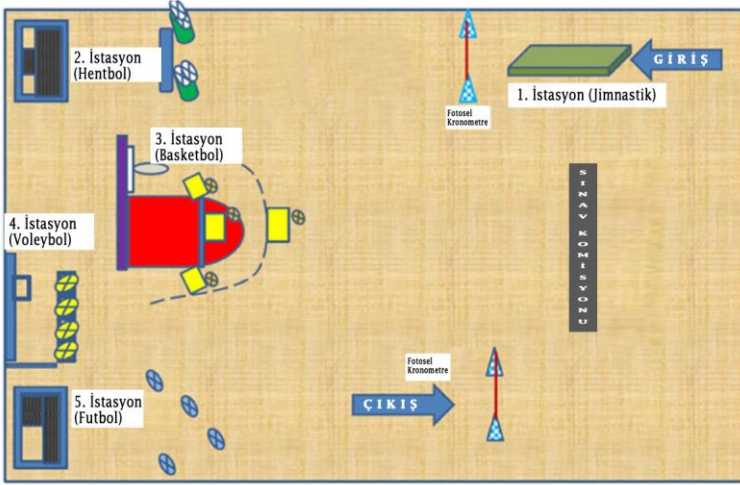 2. İstasyon
(Hentbol)
GİRİŞ
1. İstasyon (Jimnastik)
Fotosel
Kronometre
3. İstasyon
(Basketbol)
SINAV KOMİSYONU
4. İstasyon
(Voleybol)
Fotosel
Kronometre
5. İstasyon
(Futbol)
ÇIKIŞ